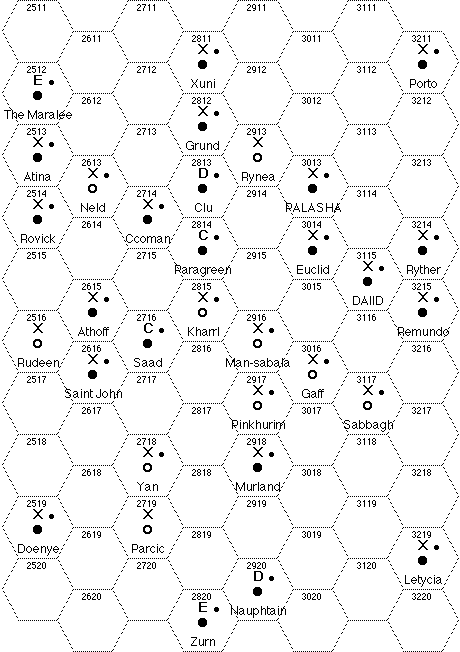 2511 2711 2911 3111
2611 2811 3011 3211
X X
2512 2712 2912 3112
E
Xuni Porto
2612 2812 3012 3212
X
The Maralee
2513 2713 2913 3113
X X
Grund
2613 2813 3013 3213
X D X
Atina Rynea
2514 2714 2914 3114
X X
Neld Clu PALASHA
2614 2814 3014 3214
C X X
Rovick Ccoman
2515 2715 2915 3115
X
Paragreen Euclid Ryther
2615 2815 3015 3215
X X X
DAIID
2516 2716 2916 3116
X C X
Athoff Kharrl Remundo
2616 2816 3016 3216
X X
Rudeen Saad Man-sabala
2517 2717 2917 3117
X X
Saint John Gaff
2617 2817 3017 3217
Pinkhurim Sabbagh
2518 2718 2918 3118
X X
2618 2818 3018 3218
Yan Murland
2519 2719 2919 3119
X X
2619 2819 3019 3219
X
Doenye Parcic
2520 2720 2920 3120
D
Letycia
2620 2820 3020 3220
E
Nauphtain
Zurn